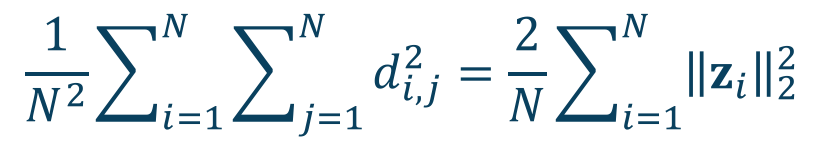 \frac{1}{N^2} \sum_{i=1}^{N} \sum_{j=1}^{N} d_{i,j}^2 = \frac{2}{N} \sum_{i=1}^{N} \|\mathbf{z}_i\|_2^2